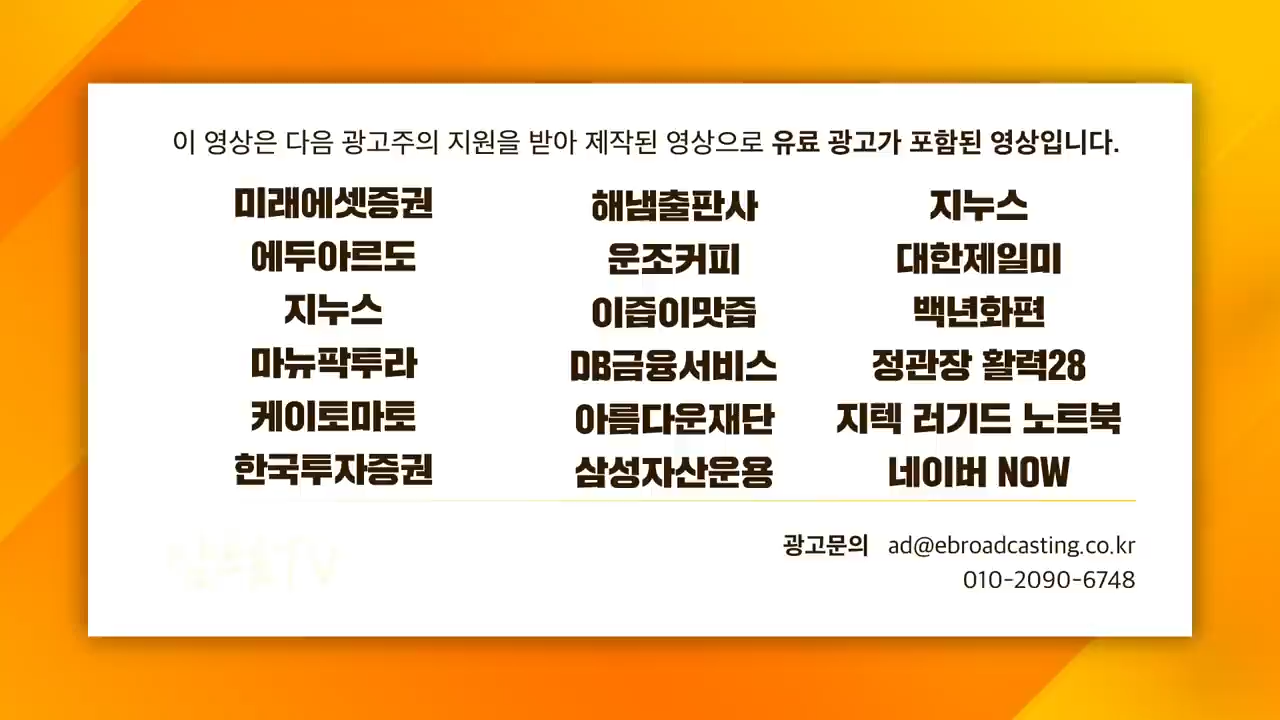 이 영상은 다음 광고주의 지원을 받아 제작된 영상으로 유료 광고가 포함된 영상입니다.
미래에셋증권 해냄출판사 지누스
에두아르도 운조커피 대한제일미
지누스 이즙이맛즙 백년화편
마뉴팍투라 DB금융서비스 정관장 활력28
케이토마토 아름다운재단 지텍 러기드 노트북
한국투자증권 삼성자산운용 네이버 NOW
광고문의 ad@ebroadcasting.co.kr
010-2090-6748